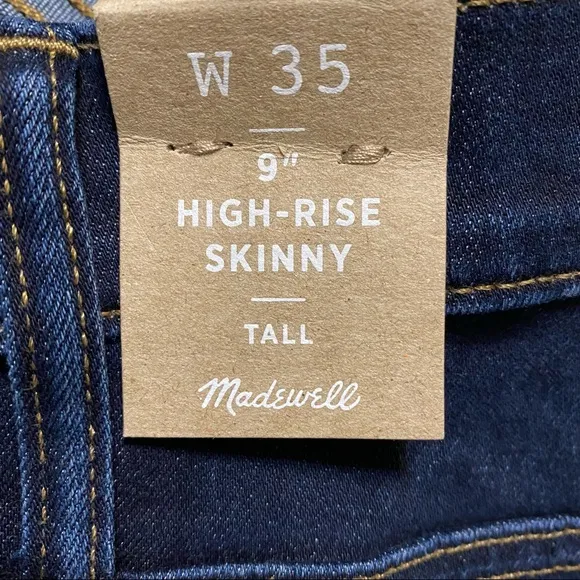 W 35
9"
HIGH-RISE
SKINNY
TALL
Madewell